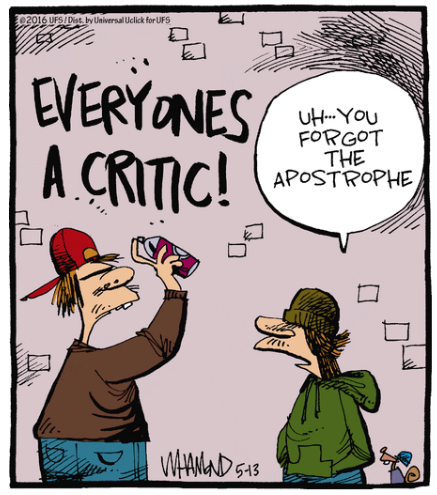 ©2016 UFS / Dist. by Universal Uclick for UFS
EVERYONES
A CRITIC!
UH...YOU
FORGOT
THE
APOSTROPHE
WHAMOND 5-13